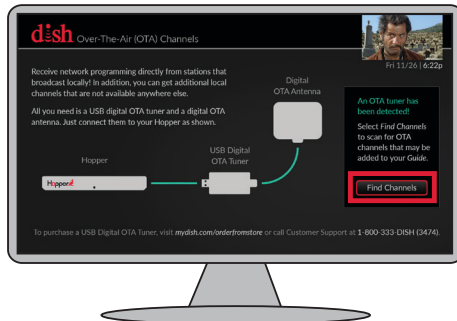 dish Over-The-Air (OTA) Channels
Fri 11/26 | 6:22p
Receive network programming directly from stations that
broadcast locally! In addition, you can get additional local
channels that are not available anywhere else.
All you need is a USB digital OTA tuner and a digital OTA
antenna. Just connect them to your Hopper as shown.
Digital
OTA Antenna
USB Digital
OTA Tuner
Hopper
Hopper
An OTA tuner has
been detected!
Select Find Channels
to scan for OTA
channels that may be
added to your Guide.
Find Channels
To purchase a USB Digital OTA Tuner, visit mydish.com/orderfromstore or call Customer Support at 1-800-333-DISH (3474).